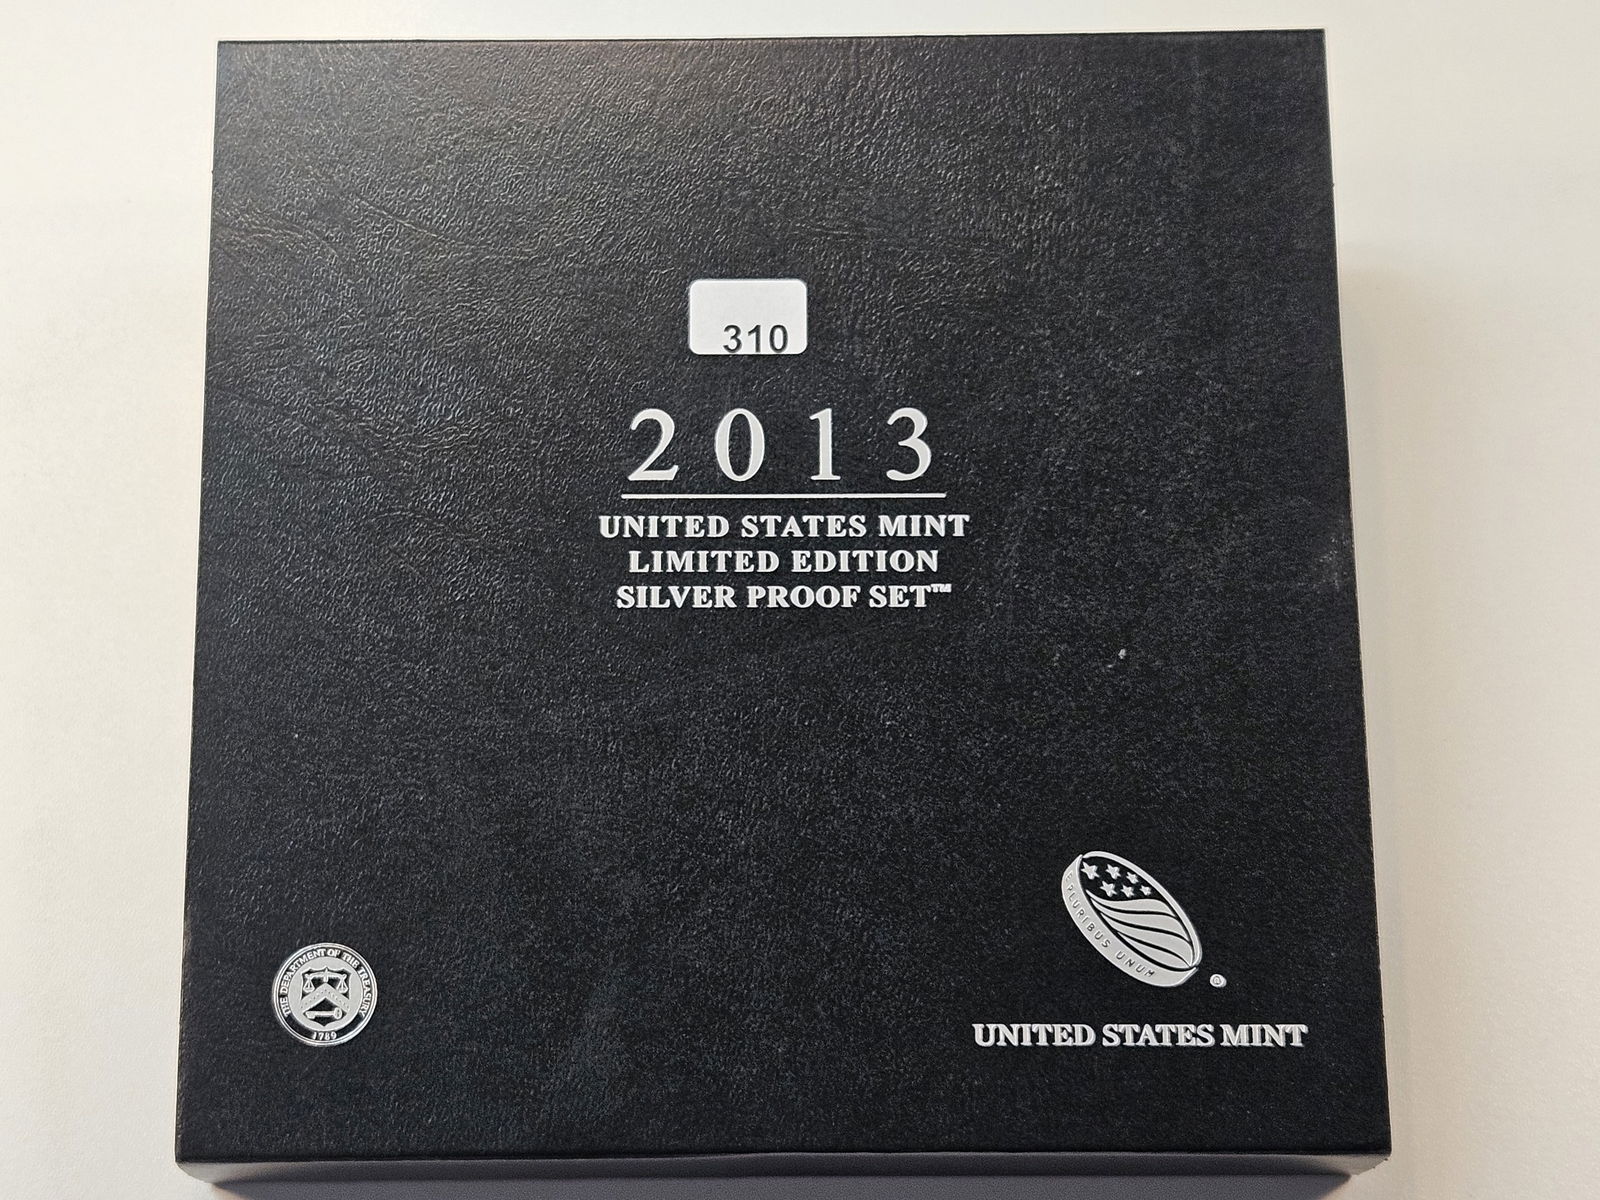 310
2013
UNITED STATES MINT
LIMITED EDITION
SILVER PROOF SET™
E PLURIBUS UNUM
®
THE DEPARTMENT OF THE TREASURY
1789
UNITED STATES MINT